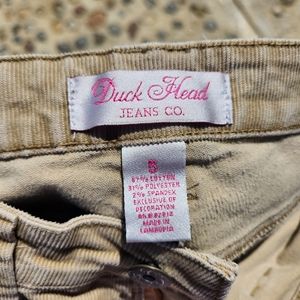 Duck Head
JEANS CO.
8
67% COTTON
31% POLYESTER
2% SPANDEX
EXCLUSIVE OF
DECORATION
MADE IN
CAMBODIA